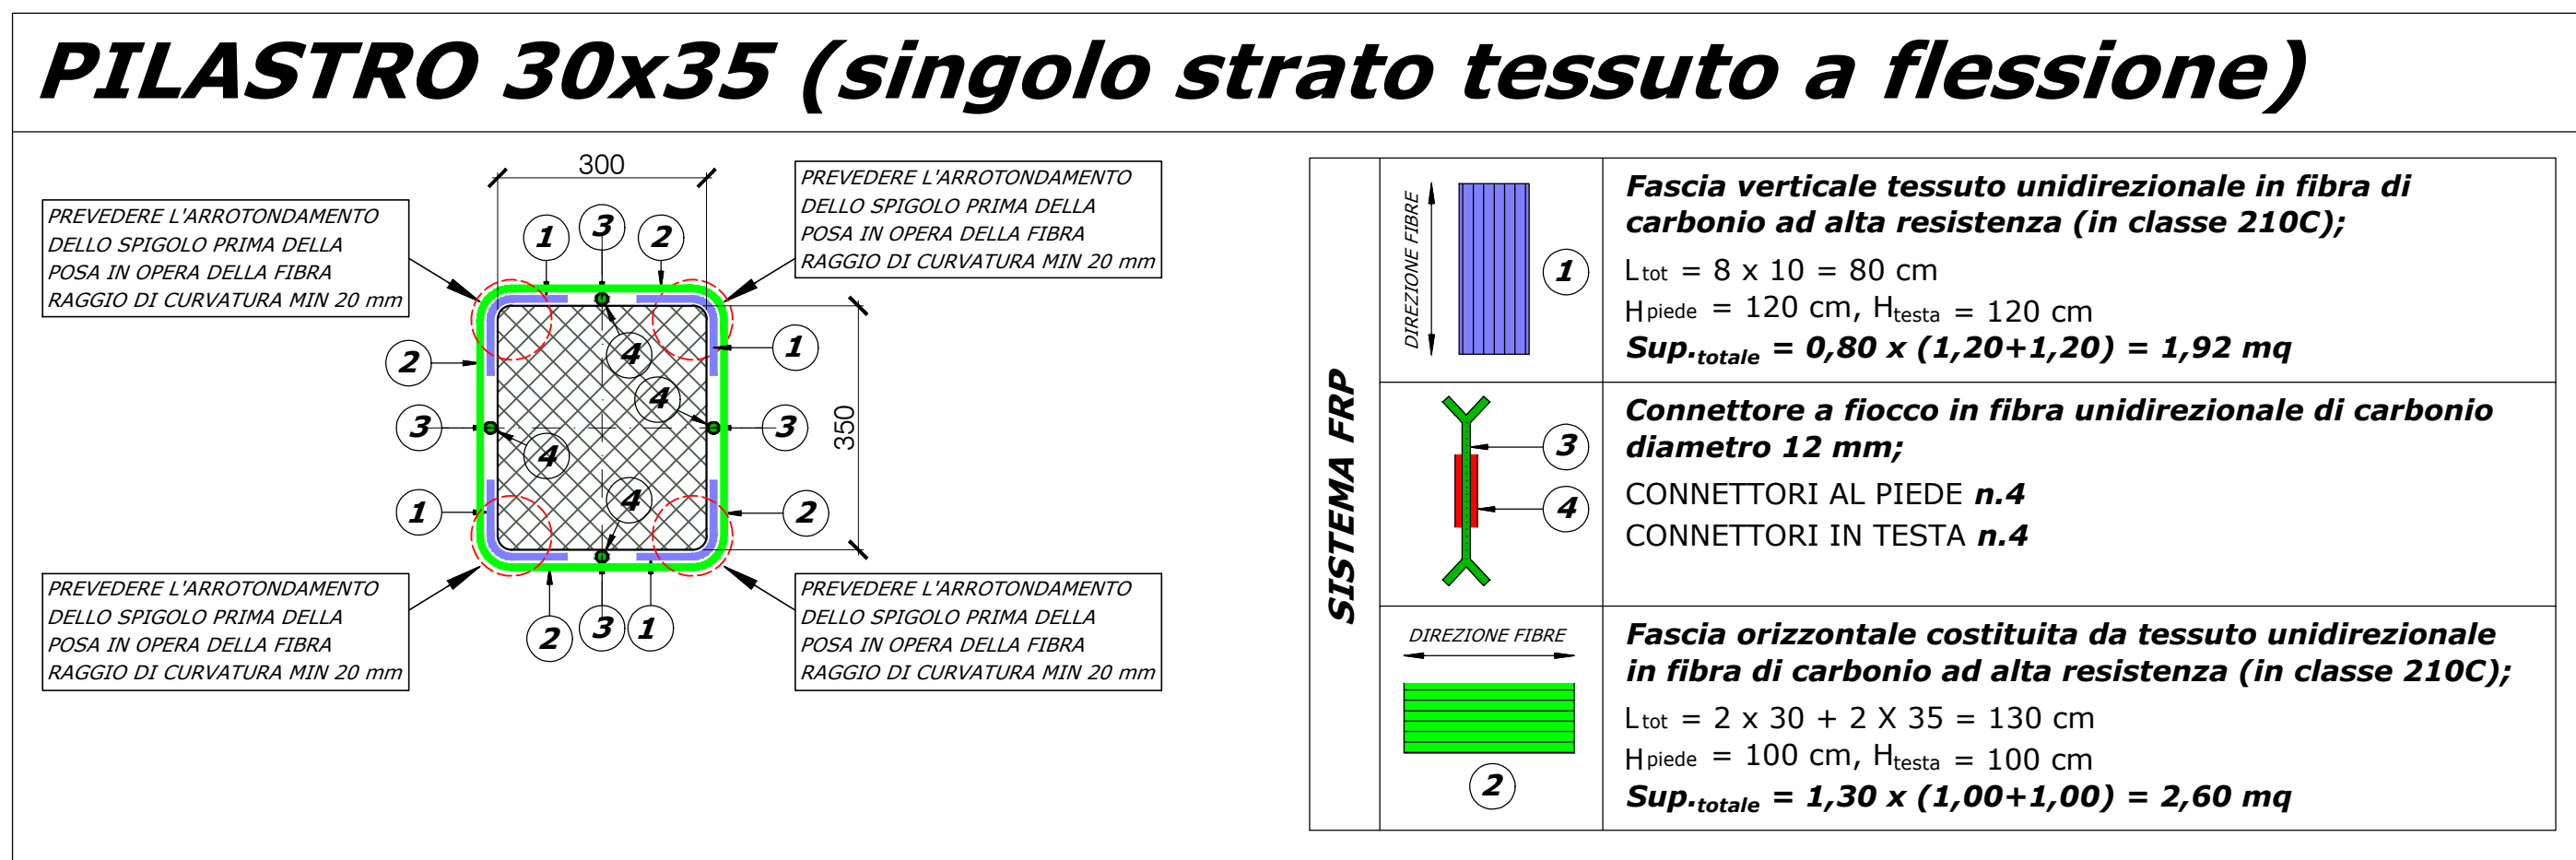 PILASTRO 30x35 (singolo strato tessuto a flessione)
PREVEDERE L'ARROTONDAMENTO
DELLO SPIGOLO PRIMA DELLA
POSA IN OPERA DELLA FIBRA
RAGGIO DI CURVATURA MIN 20 mm
300
PREVEDERE L'ARROTONDAMENTO
DELLO SPIGOLO PRIMA DELLA
POSA IN OPERA DELLA FIBRA
RAGGIO DI CURVATURA MIN 20 mm
1
3
2
4
1
2
4
3
3
350
4
4
1
2
PREVEDERE L'ARROTONDAMENTO
DELLO SPIGOLO PRIMA DELLA
POSA IN OPERA DELLA FIBRA
RAGGIO DI CURVATURA MIN 20 mm
2
3
1
PREVEDERE L'ARROTONDAMENTO
DELLO SPIGOLO PRIMA DELLA
POSA IN OPERA DELLA FIBRA
RAGGIO DI CURVATURA MIN 20 mm
SISTEMA FRP
DIREZIONE FIBRE
1
Fascia verticale tessuto unidirezionale in fibra di
carbonio ad alta resistenza (in classe 210C);
Ltot = 8 x 10 = 80 cm
Hpiede = 120 cm, Htesta = 120 cm
Sup.totale = 0,80 x (1,20+1,20) = 1,92 mq
3
4
Connettore a fiocco in fibra unidirezionale di carbonio
diametro 12 mm;
CONNETTORI AL PIEDE n.4
CONNETTORI IN TESTA n.4
DIREZIONE FIBRE
2
Fascia orizzontale costituita da tessuto unidirezionale
in fibra di carbonio ad alta resistenza (in classe 210C);
Ltot = 2 x 30 + 2 X 35 = 130 cm
Hpiede = 100 cm, Htesta = 100 cm
Sup.totale = 1,30 x (1,00+1,00) = 2,60 mq